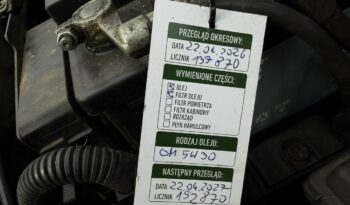 PRZEGLĄD OKRESOWY:
DATA 22.04.2026
LICZNIK 137870
WYMIENIONE CZĘŚCI:
OLEJ
FILTR OLEJU
FILTR POWIETRZA
FILTR KABINOWY
ROZRZĄD
PŁYN HAMULCOWY
RODZAJ OLEJU:
GM 5W30
NASTĘPNY PRZEGLĄD:
DATA 22.04.2027
LICZNIK 152870